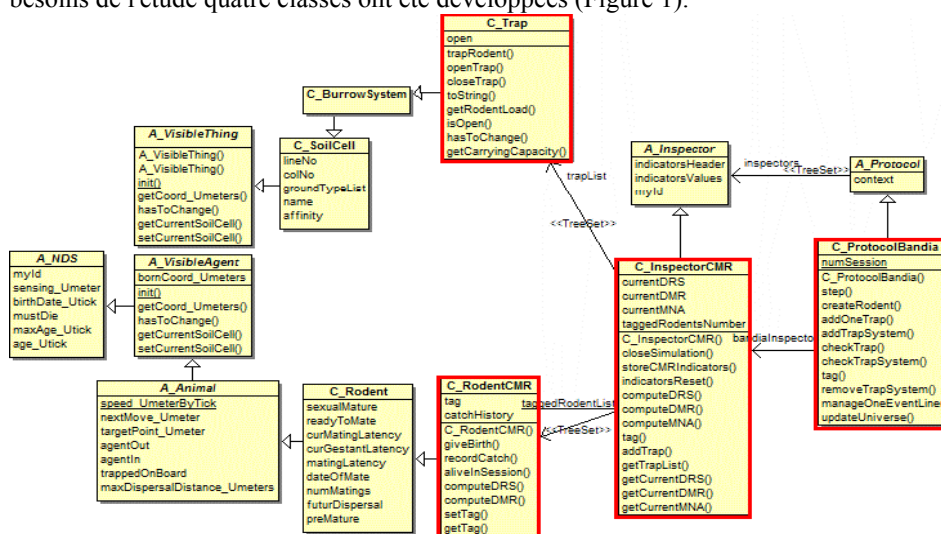 besoins de l'étude quatre classes ont été développées (Figure 1).
C_Trap
open
trapRodent()
openTrap()
closeTrap()
toString()
getRodentLoad()
isOpen()
hasToChange()
getCarryingCapacity()
C_BurrowSystem
A_VisibleThing
A_VisibleThing()
A_VisibleThing()
init()
getCoord_Umeters()
hasToChange()
getCurrentSoilCell()
setCurrentSoilCell()
C_SoilCell
lineNo
colNo
groundTypeList
name
affinity
A_Inspector
indicatorsHeader
indicatorsValues
myId
inspectors
<<TreeSet>>
A_Protocol
context
trapList
<<TreeSet>>
A_NDS
myId
sensing_Umeter
birthDate_Utick
mustDie
maxAge_Utick
age_Utick
A_VisibleAgent
bornCoord_Umeters
init()
getCoord_Umeters()
hasToChange()
getCurrentSoilCell()
setCurrentSoilCell()
C_InspectorCMR
currentDRS
currentDMR
currentMNA
taggedRodentsNumber
C_InspectorCMR()
closeSimulation()
storeCMRIndicators()
indicatorsReset()
computeDRS()
computeDMR()
computeMNA()
tag()
addTrap()
getTrapList()
getCurrentDRS()
getCurrentDMR()
getCurrentMNA()
bandiaInspecto
C_ProtocolBandia
numSession
C_ProtocolBandia()
step()
createRodent()
addOneTrap()
addTrapSystem()
checkTrap()
checkTrapSystem()
tag()
removeTrapSystem()
manageOneEventLine
updateUniverse()
A_Animal
speed_UmeterByTick
nextMove_Umeter
targetPoint_Umeter
agentOut
agentIn
trappedOnBoard
maxDispersalDistance_Umeters
C_Rodent
sexualMature
readyToMate
curMatingLatency
curGestantLatency
matingLatency
dateOfMate
numMatings
futurDispersal
preMature
C_RodentCMR
tag
catchHistory
C_RodentCMR()
giveBirth()
recordCatch()
aliveInSession()
computeDRS()
computeDMR()
setTag()
getTag()
taggedRodentList
<<TreeSet>>